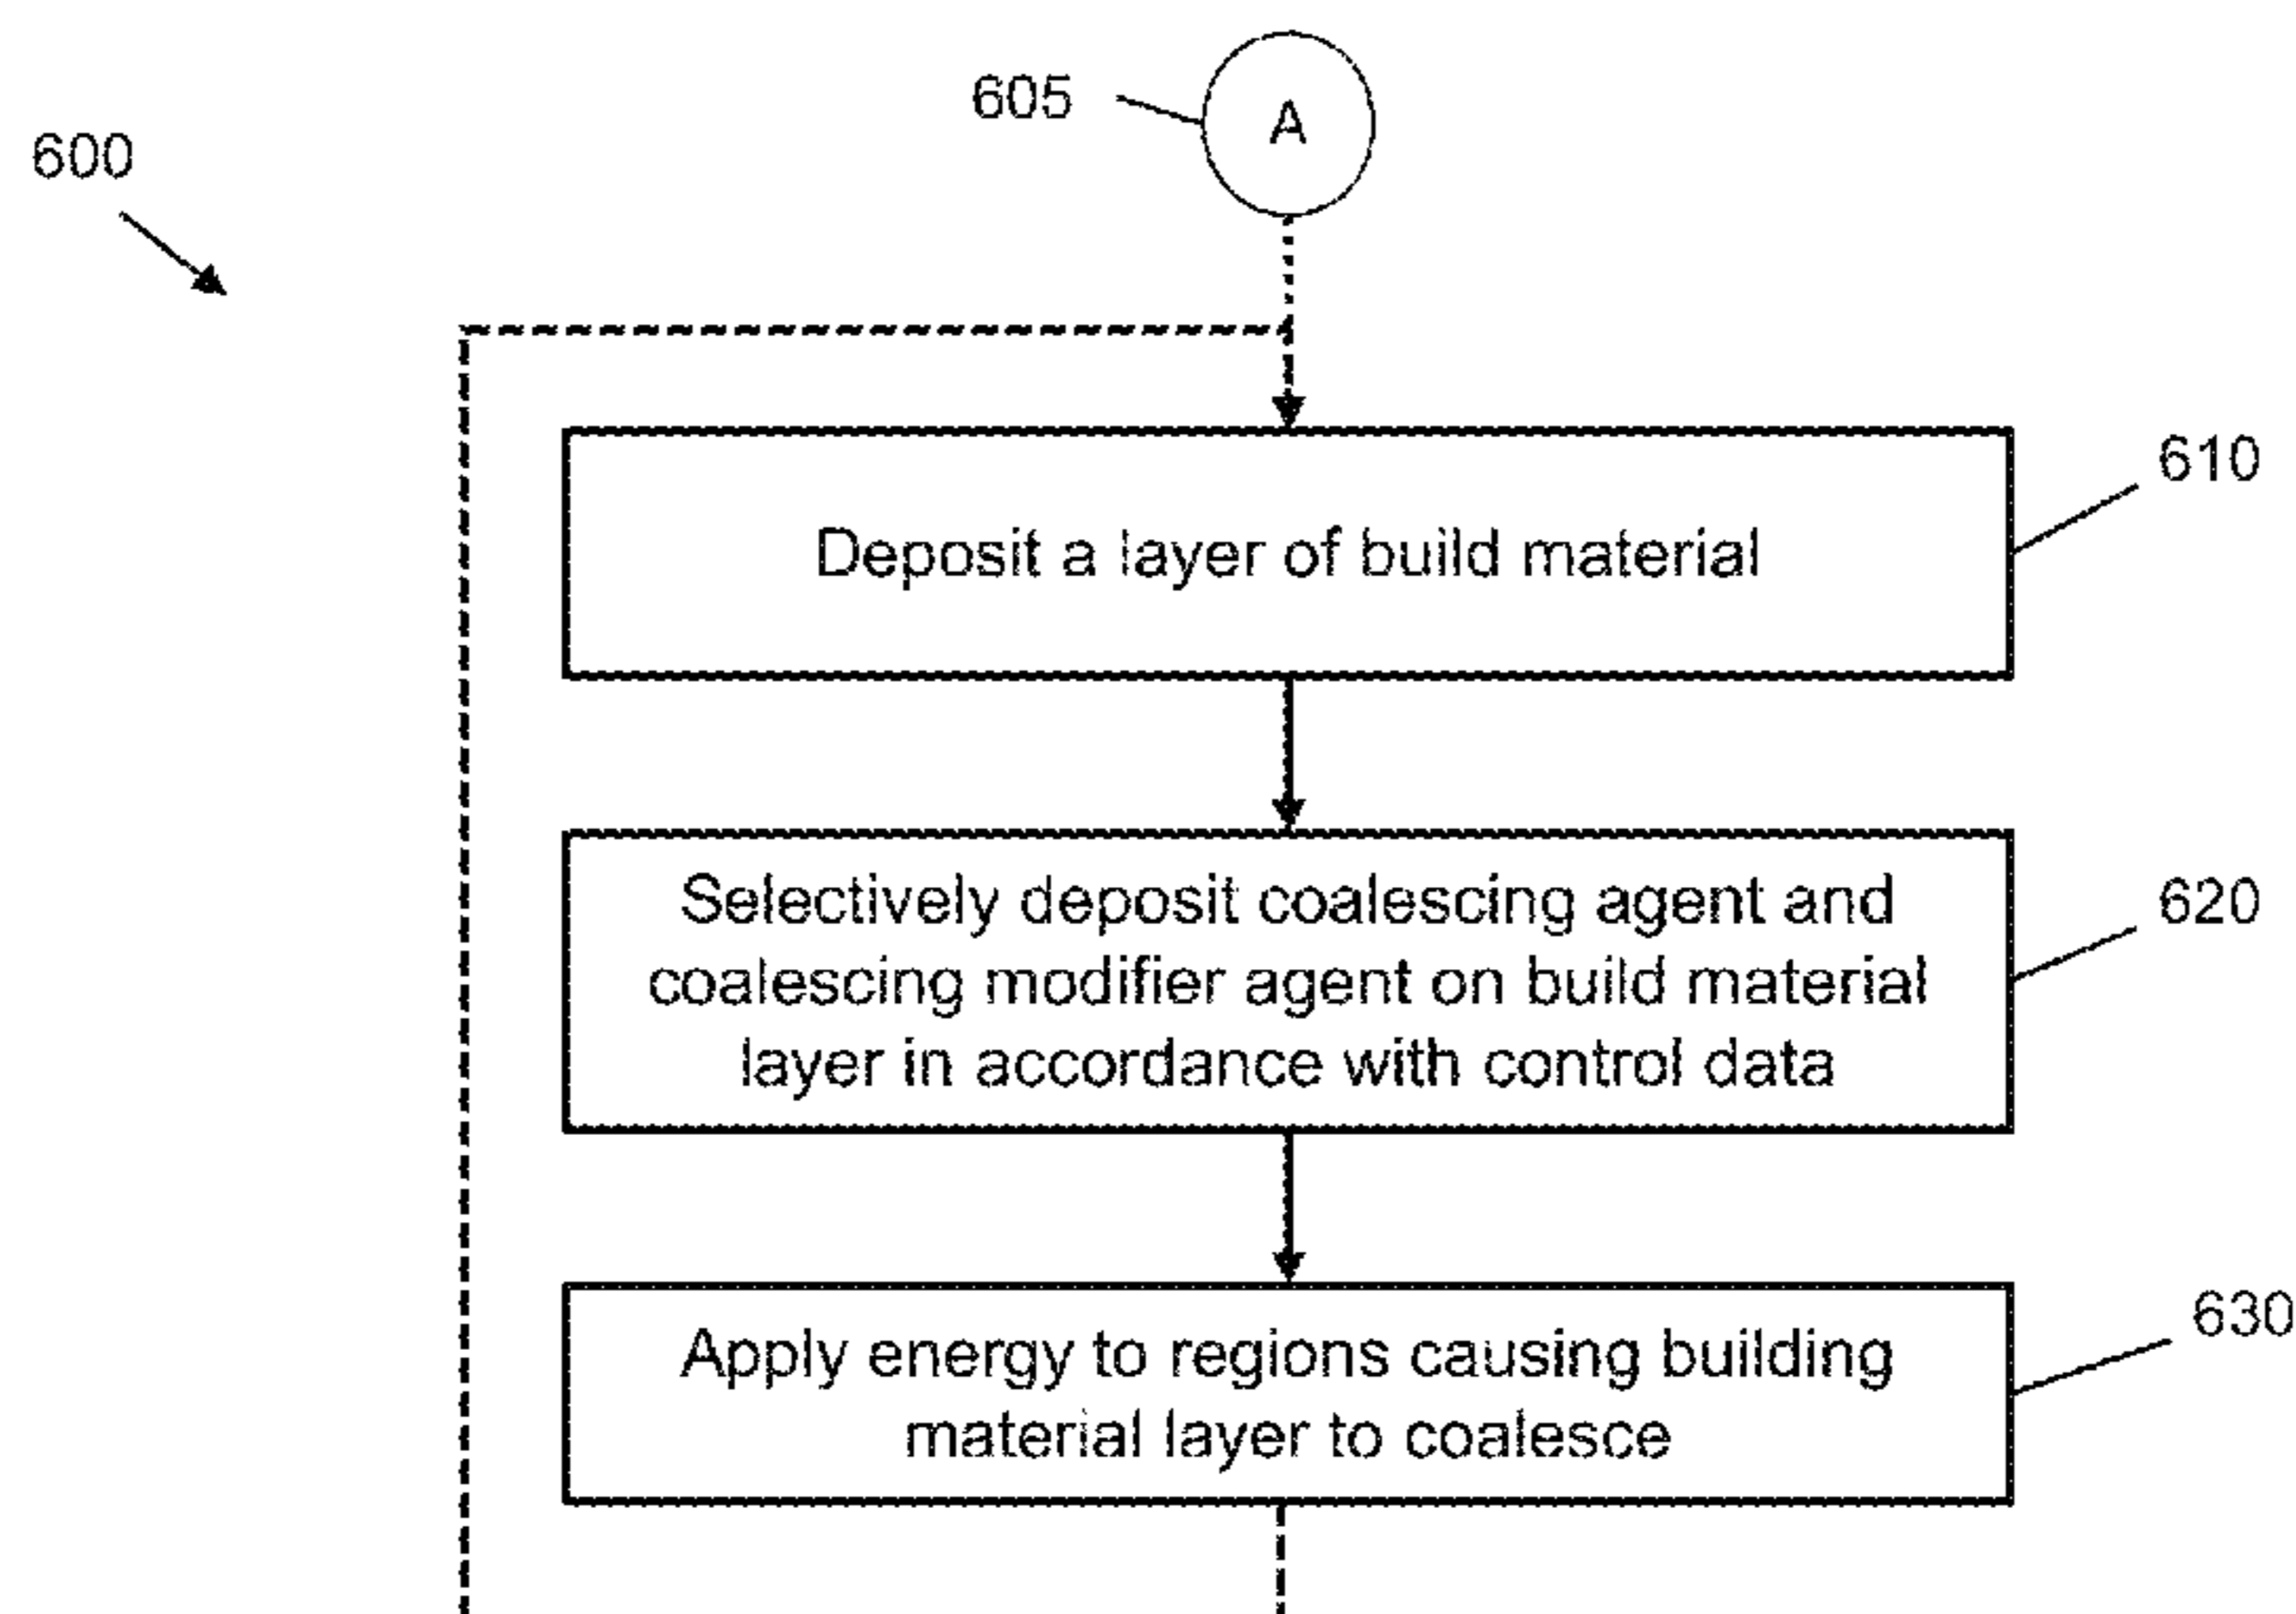 605
A
600
610
Deposit a layer of build material
Selectively deposit coalescing agent and
620
coalescing modifier agent on build material
layer in accordance with control data
630
Apply energy to regions causing building
material layer to coalesce